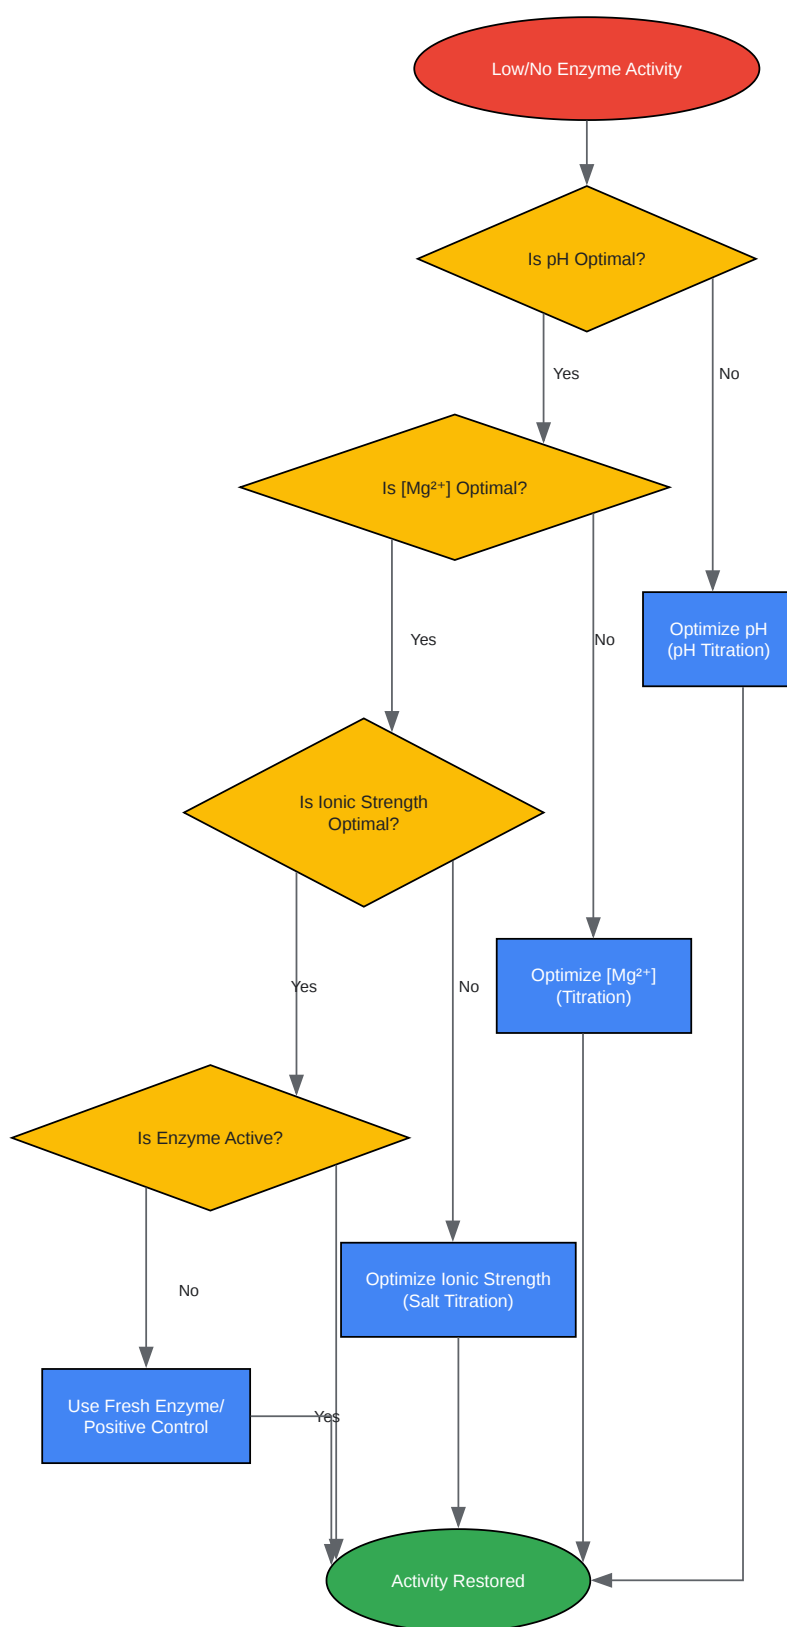 Low/No Enzyme Activity
Is pH Optimal?
Yes
No
Is [Mg²⁺] Optimal?
Optimize pH
(pH Titration)
Yes
No
Is Ionic Strength
Optimal?
Optimize [Mg²⁺]
(Titration)
Yes
No
Is Enzyme Active?
Optimize Ionic Strength
(Salt Titration)
No
Use Fresh Enzyme/
Positive Control
Yes
Activity Restored